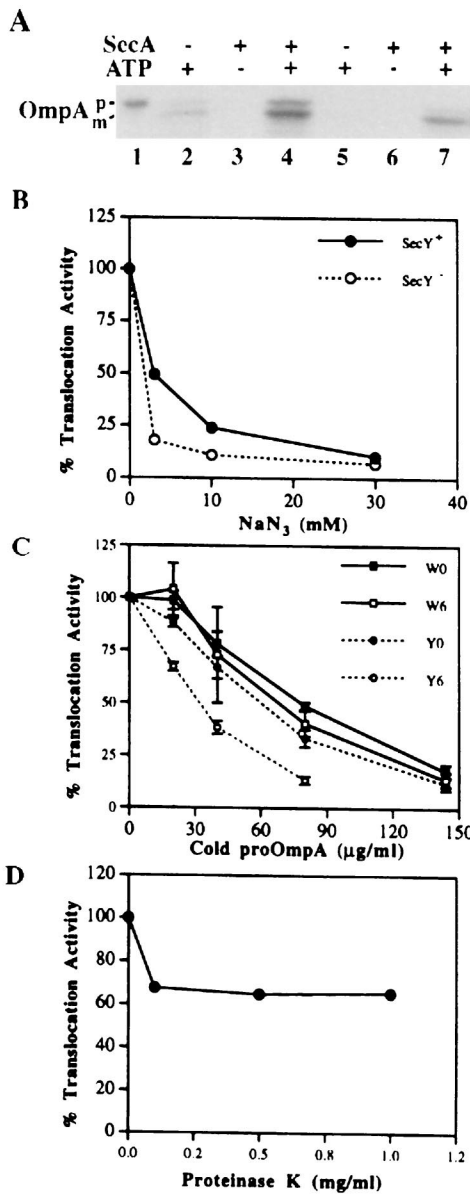 A
SecA - + + - + +
ATP + - + + - +
OmpA p-
m-
1 2 3 4 5 6 7
B
% Translocation Activity
125
100
75
50
25
0
SecY+
SecY-
0 10 20 30 40
NaN3 (mM)
C
% Translocation Activity
125
100
75
50
25
0
W0
W6
Y0
Y6
0 30 60 90 120 150
Cold proOmpA (µg/ml)
D
% Translocation Activity
120
100
80
60
40
20
0
0.0 0.2 0.5 0.8 1.0 1.2
Proteinase K (mg/ml)